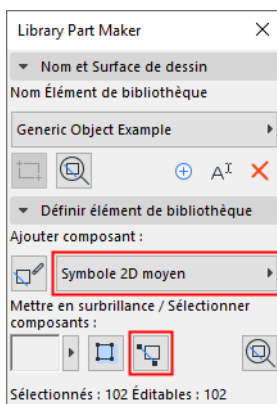 Library Part Maker
Nom et Surface de dessin
Nom Élément de bibliothèque
Generic Object Example
Définir élément de bibliothèque
Ajouter composant :
Symbole 2D moyen
Mettre en surbrillance / Sélectionner
composants :
Sélectionnés : 102 Éditables : 102